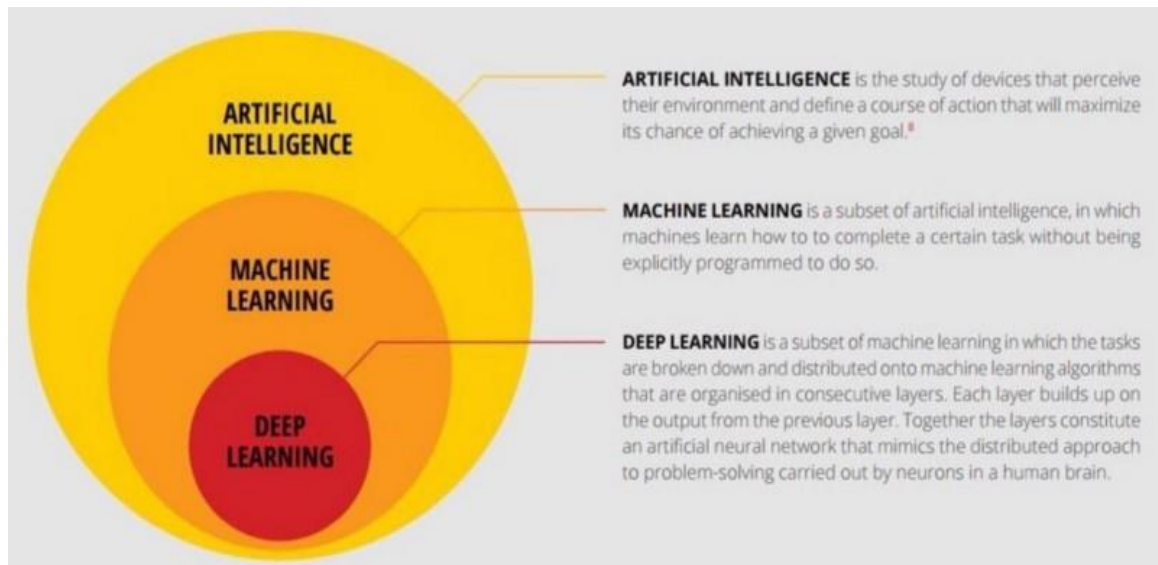 ARTIFICIAL
INTELLIGENCE
MACHINE
LEARNING
DEEP
LEARNING
ARTIFICIAL INTELLIGENCE is the study of devices that perceive
their environment and define a course of action that will maximize
its chance of achieving a given goal.⁸
MACHINE LEARNING is a subset of artificial intelligence, in which
machines learn how to to complete a certain task without being
explicitly programmed to do so.
DEEP LEARNING is a subset of machine learning in which the tasks
are broken down and distributed onto machine learning algorithms
that are organised in consecutive layers. Each layer builds up on
the output from the previous layer. Together the layers constitute
an artificial neural network that mimics the distributed approach
to problem-solving carried out by neurons in a human brain.